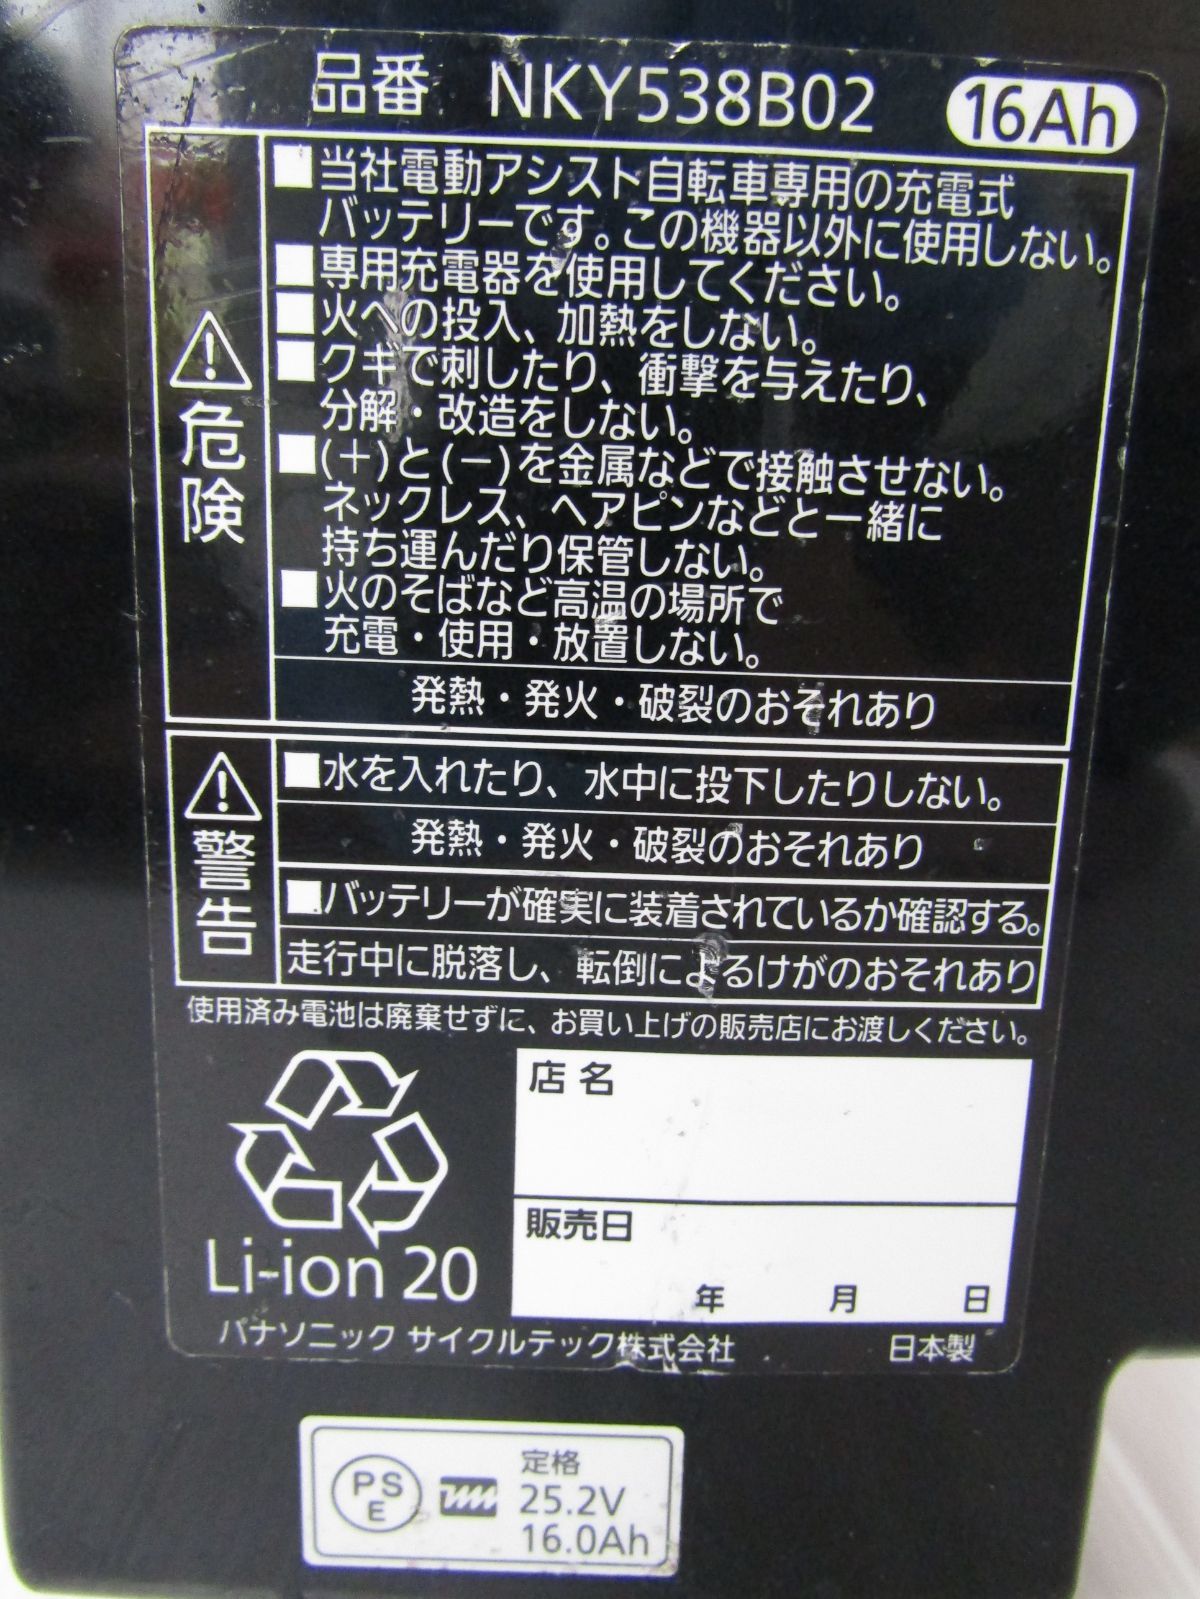 品番 NKY538B02 16Ah
■当社電動アシスト自転車専用の充電式
バッテリーです。この機器以外に使用しない。
■専用充電器を使用してください。
■火への投入、加熱をしない。
■クギで刺したり、衝撃を与えたり、
分解・改造をしない。
■(+)と(−)を金属などで接触させない。
ネックレス、ヘアピンなどと一緒に
持ち運んだり保管しない。
■火のそばなど高温の場所で
充電・使用・放置しない。
発熱・発火・破裂のおそれあり
危険
■水を入れたり、水中に投下したりしない。
発熱・発火・破裂のおそれあり
■バッテリーが確実に装着されているか確認する。
走行中に脱落し、転倒によるけがのおそれあり
警告
使用済み電池は廃棄せずに、お買い上げの販売店にお渡しください。
Li-ion 20
店名
販売日
年 月 日
パナソニック サイクルテック株式会社 日本製
PS
E
定格
25.2V
16.0Ah